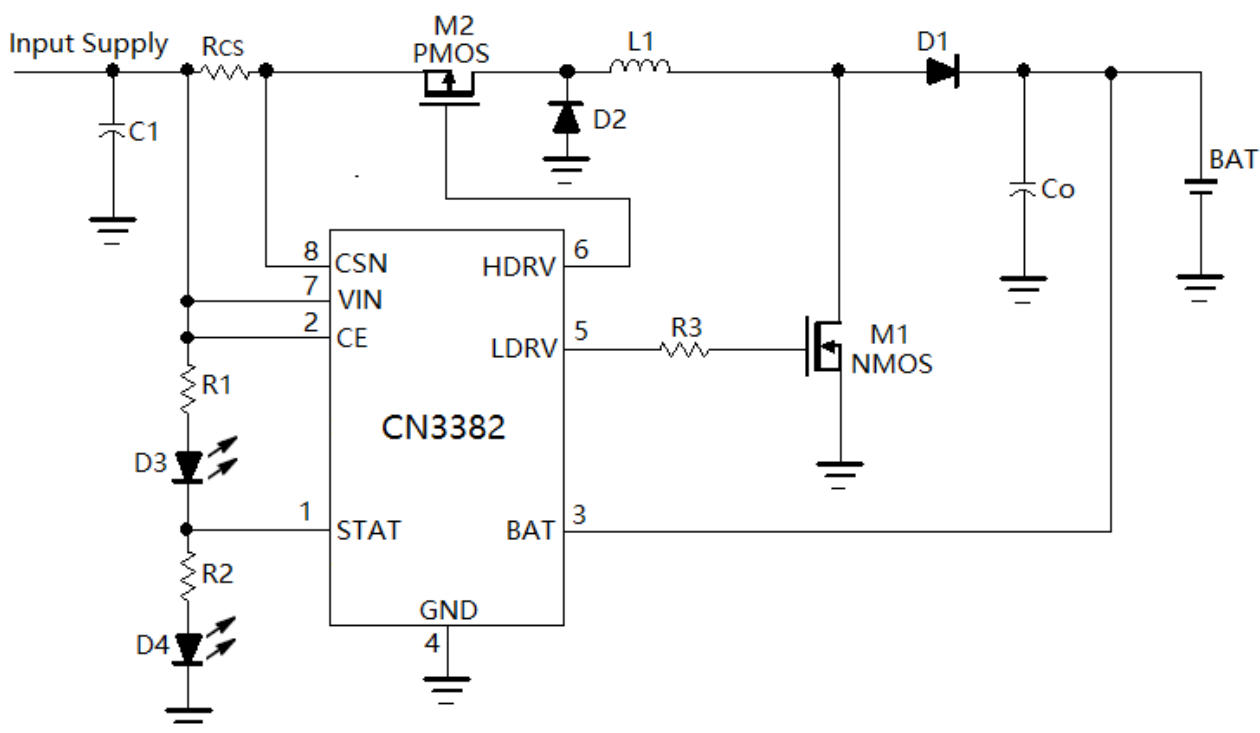 Input Supply
RCS
M2
PMOS
L1
D1
C1
D2
Co
BAT
8
CSN
7
VIN
2
CE
HDRV
6
LDRV
5
R3
M1
NMOS
R1
CN3382
D3
1
STAT
BAT
3
R2
GND
4
D4